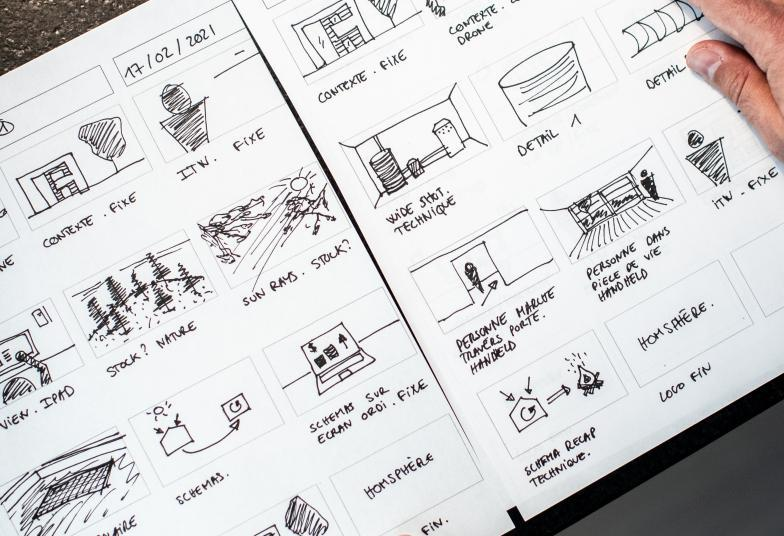 17/02/2021
CONTEXTE. FIXE
ITW. FIXE
STOCK? NATURE
SUN RAYS. STOCK?
VIEN. IPAD
SCHEMAS.
SCHEMAS SUR
ECRAN ORDI. FIXE
HOMSPHÈRE
FIN.
CONTEXTE. FIXE
CONTEXTE.
DRONE
WIDE SHOT.
TECHNIQUE
DETAIL 1
DETAIL
PERSONNE MARCHE
TRAVERS PORTE.
HANDHELD
PERSONNE DANS
PIECE DE VIE
HANDHELD
ITW. FIXE
SCHEMA RECAP
TECHNIQUE.
HOMSPHÈRE.
LOGO FIN